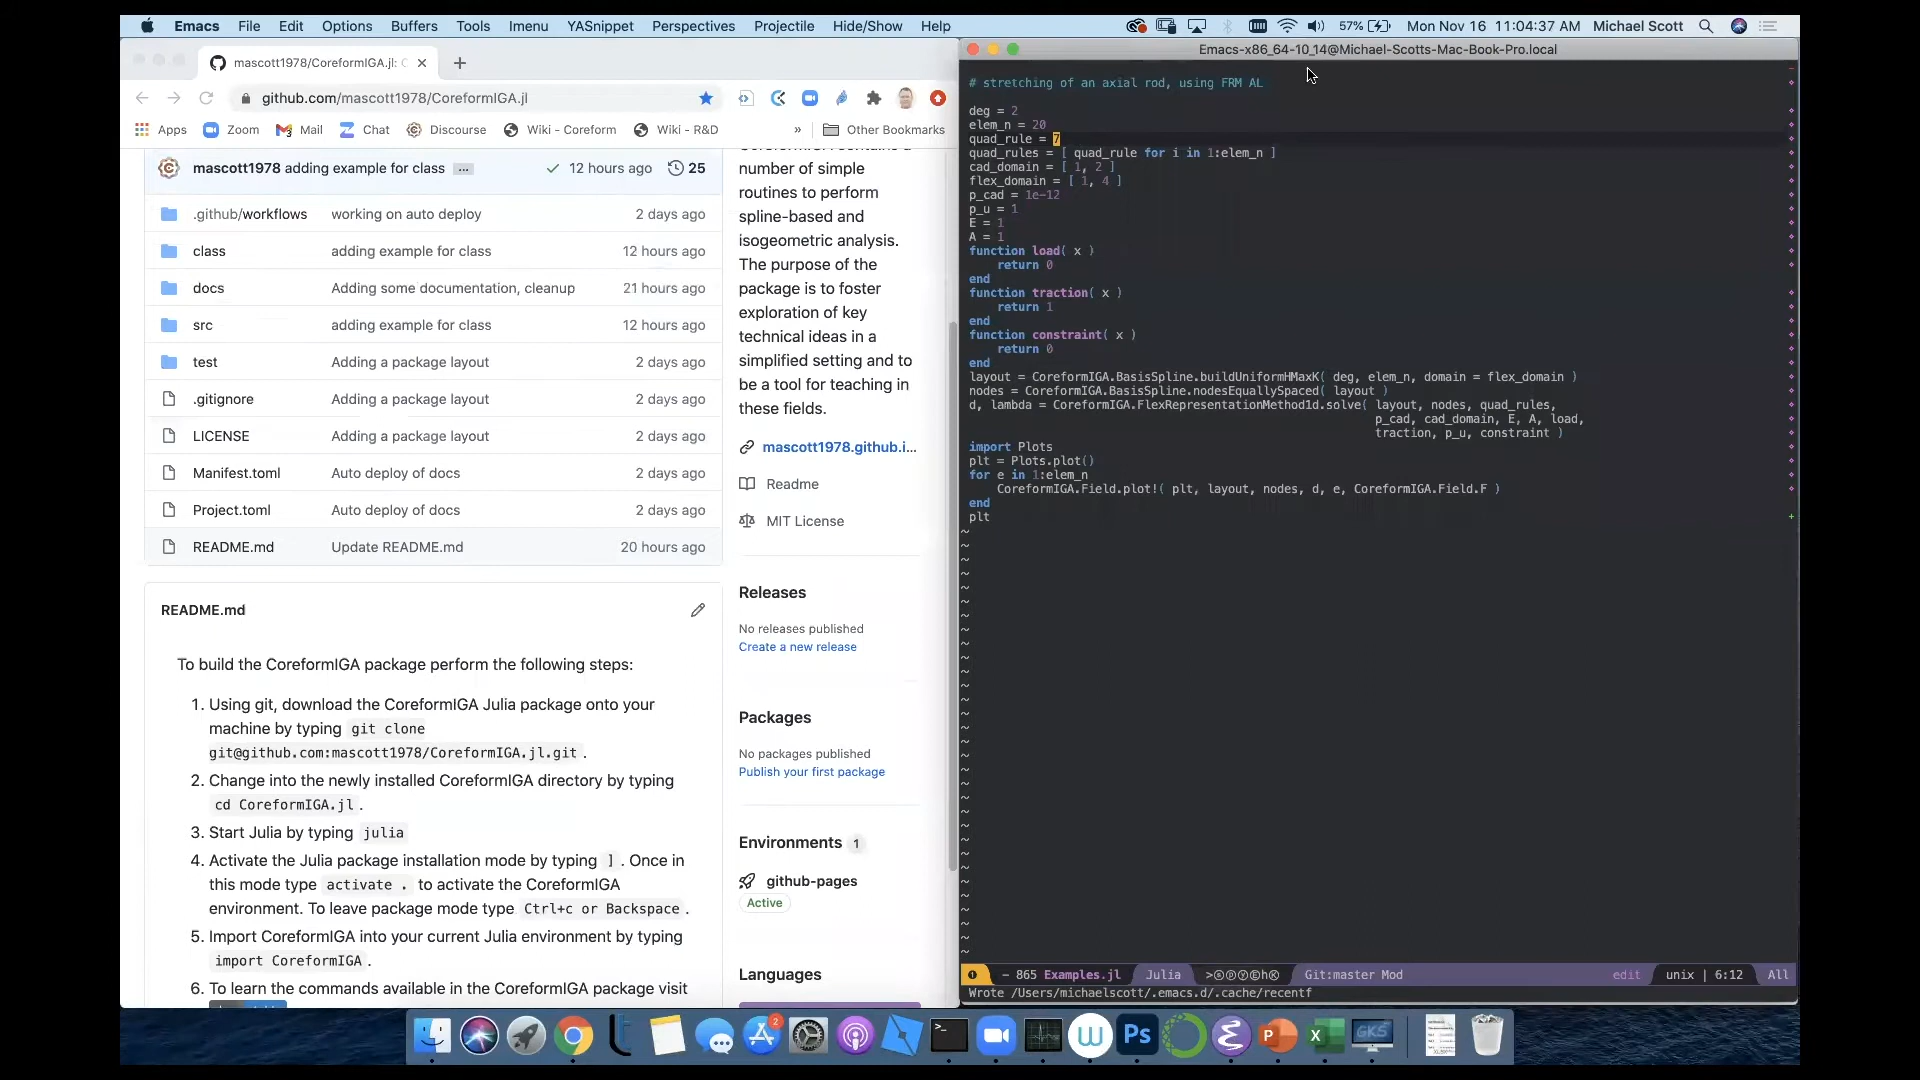 Emacs File Edit Options Buffers Tools Imenu YASnippet Perspectives Projectile Hide/Show Help
57% Mon Nov 16 11:04:37 AM Michael Scott
mascott1978/CoreformIGA.jl: C
github.com/mascott1978/CoreformIGA.jl
Apps Zoom Mail Chat Discourse Wiki - Coreform Wiki - R&D » Other Bookmarks
mascott1978 adding example for class ... 12 hours ago 25
.github/workflows working on auto deploy 2 days ago
class adding example for class 12 hours ago
docs Adding some documentation, cleanup 21 hours ago
src adding example for class 12 hours ago
test Adding a package layout 2 days ago
.gitignore Adding a package layout 2 days ago
LICENSE Adding a package layout 2 days ago
Manifest.toml Auto deploy of docs 2 days ago
Project.toml Auto deploy of docs 2 days ago
README.md Update README.md 20 hours ago
README.md
To build the CoreformIGA package perform the following steps:
1. Using git, download the CoreformIGA Julia package onto your
machine by typing git clone
git@github.com:mascott1978/CoreformIGA.jl.git .
2. Change into the newly installed CoreformIGA directory by typing
cd CoreformIGA.jl .
3. Start Julia by typing julia
4. Activate the Julia package installation mode by typing ] . Once in
this mode type activate . to activate the CoreformIGA
environment. To leave package mode type Ctrl+c or Backspace .
5. Import CoreformIGA into your current Julia environment by typing
import CoreformIGA .
6. To learn the commands available in the CoreformIGA package visit
number of simple
routines to perform
spline-based and
isogeometric analysis.
The purpose of the
package is to foster
exploration of key
technical ideas in a
simplified setting and to
be a tool for teaching in
these fields.
mascott1978.github.i...
Readme
MIT License
Releases
No releases published
Create a new release
Packages
No packages published
Publish your first package
Environments 1
github-pages
Active
Languages
Emacs-x86_64-10_14@Michael-Scotts-Mac-Book-Pro.local
# stretching of an axial rod, using FRM AL
deg = 2
elem_n = 20
quad_rule = 7
quad_rules = [ quad_rule for i in 1:elem_n ]
cad_domain = [ 1, 2 ]
flex_domain = [ 1, 4 ]
p_cad = 1e-12
p_u = 1
E = 1
A = 1
function load( x )
return 0
end
function traction( x )
return 1
end
function constraint( x )
return 0
end
layout = CoreformIGA.BasisSpline.buildUniformHMaxK( deg, elem_n, domain = flex_domain )
nodes = CoreformIGA.BasisSpline.nodesEquallySpaced( layout )
d, lambda = CoreformIGA.FlexRepresentationMethod1d.solve( layout, nodes, quad_rules,
p_cad, cad_domain, E, A, load,
traction, p_u, constraint )
import Plots
plt = Plots.plot()
for e in 1:elem_n
CoreformIGA.Field.plot!( plt, layout, nodes, d, e, CoreformIGA.Field.F )
end
plt
- 865 Examples.jl Julia Git:master Mod edit unix | 6:12 All
Wrote /Users/michaelscott/.emacs.d/.cache/recentf
2 W Ps P X GKS